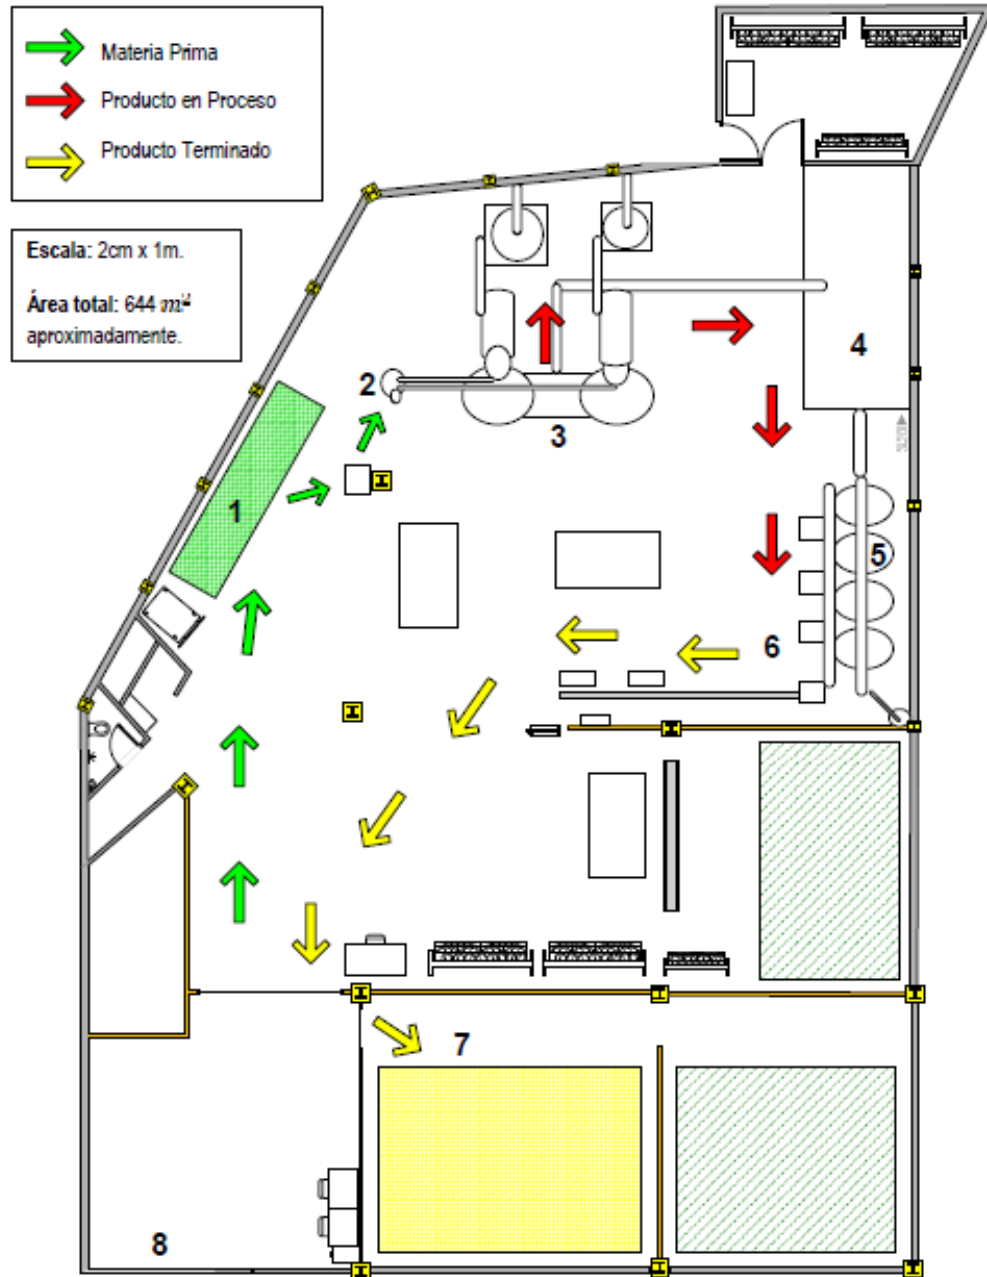 Materia Prima
Producto en Proceso
Producto Terminado
Escala: 2cm x 1m.
Área total: 644 m²
aproximadamente.
1
2
3
4
5
6
7
8